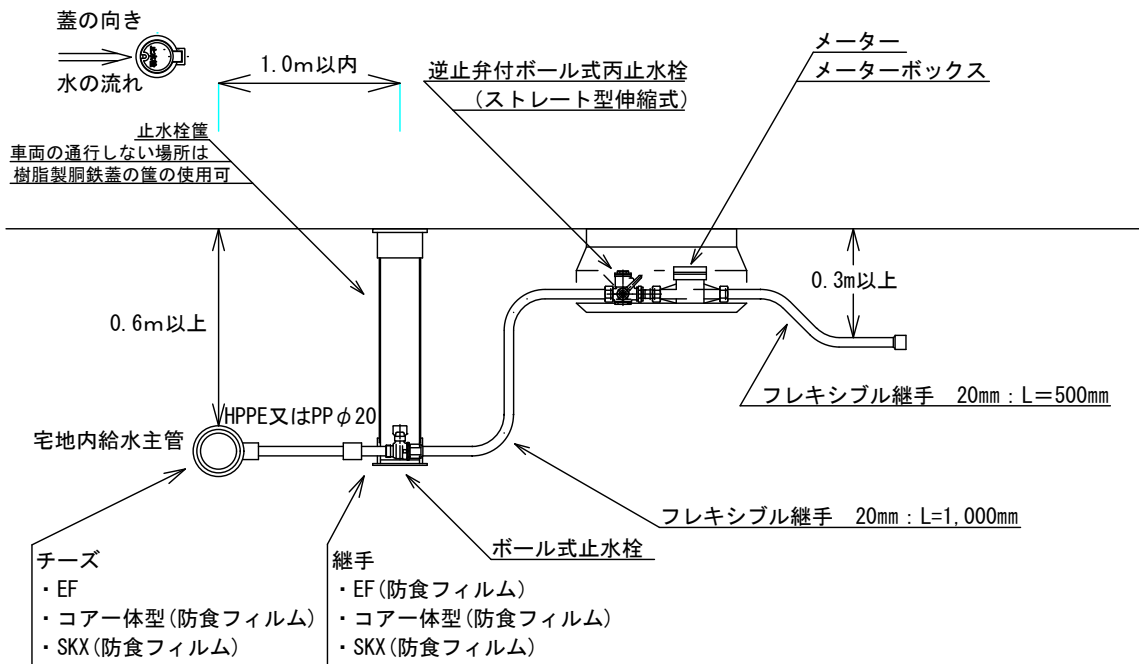 蓋の向き
水の流れ
1.0m以内
逆止弁付ボール式丙止水栓
（ストレート型伸縮式）
メーター
メーターボックス
止水栓筐
車両の通行しない場所は
樹脂製胴鉄蓋の筐の使用可
0.6m以上
0.3m以上
HPPE又はPPφ20
宅地内給水主管
フレキシブル継手　20mm：L＝500mm
フレキシブル継手　20mm：L=1,000mm
ボール式止水栓
チーズ
・EF
・コアー体型(防食フィルム)
・SKX(防食フィルム)
継手
・EF(防食フィルム)
・コアー体型(防食フィルム)
・SKX(防食フィルム)